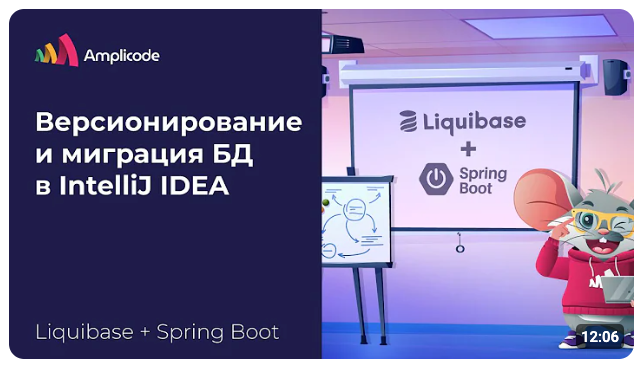 Amplicode
Версионирование
и миграция БД
в IntelliJ IDEA
Liquibase + Spring Boot
Liquibase
+
Spring
Boot
12:06